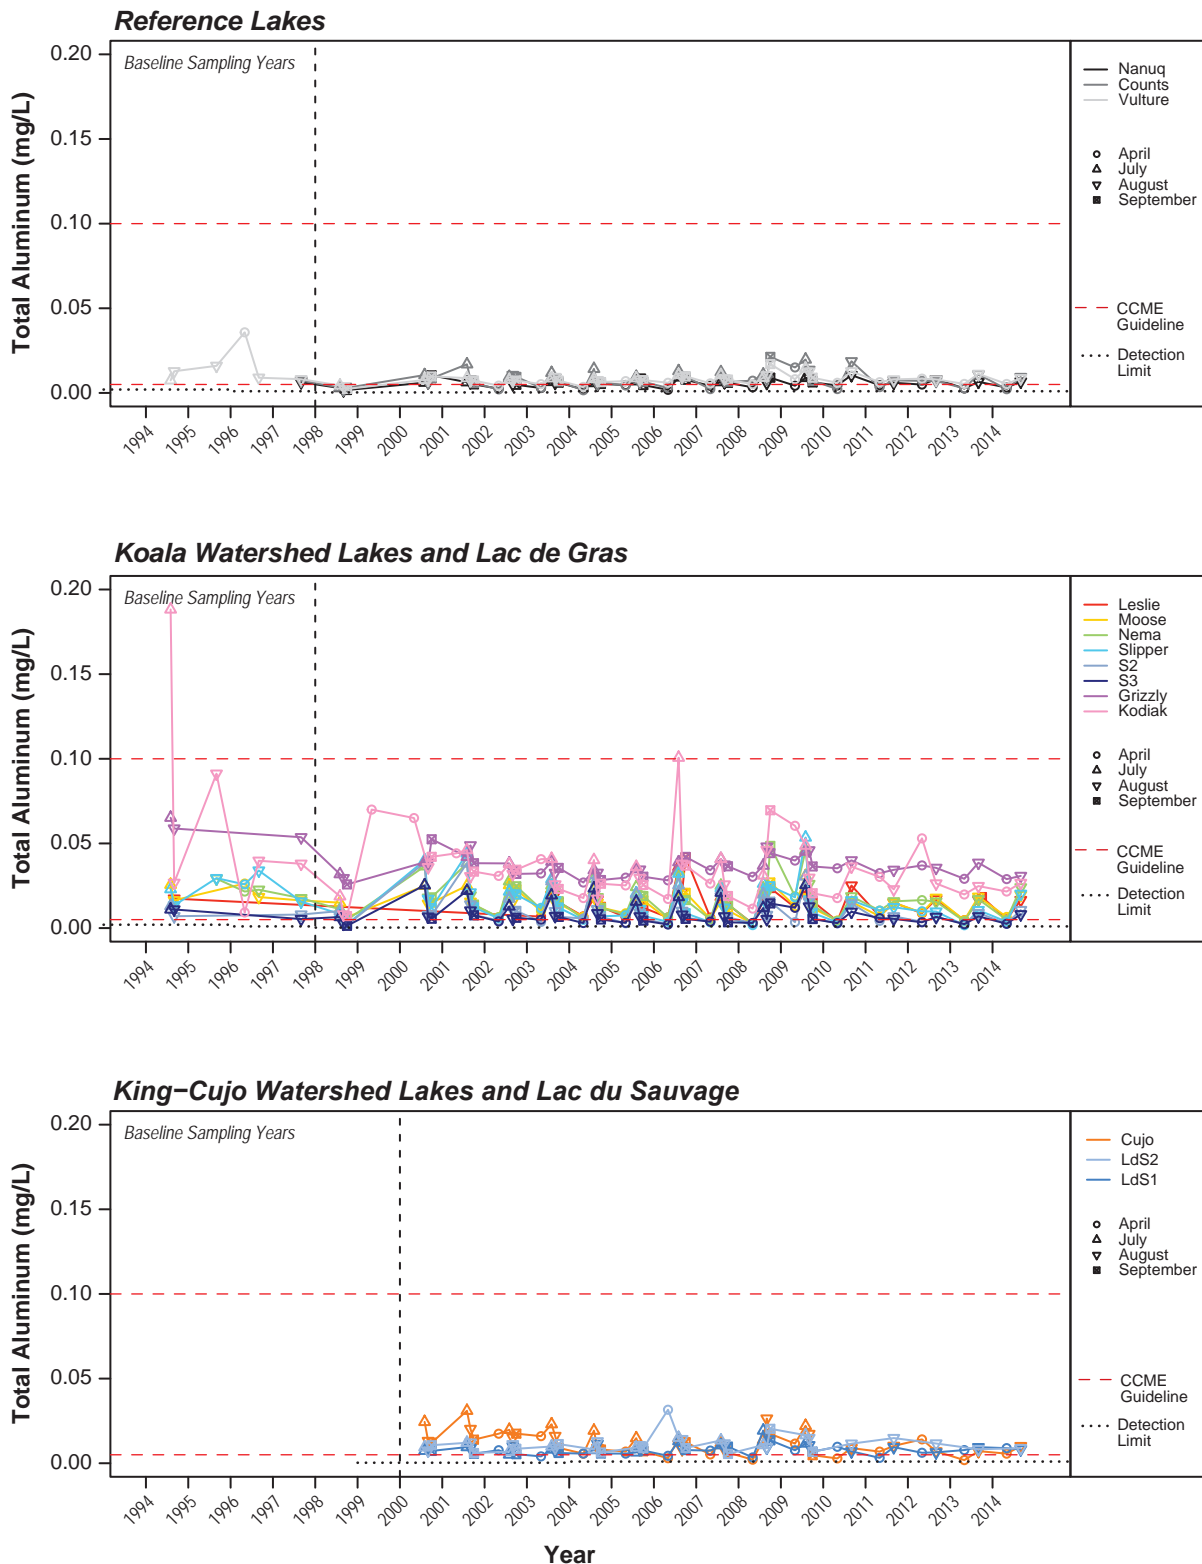 Reference Lakes
Total Aluminum (mg/L)
0.20
0.15
0.10
0.05
0.00
Baseline Sampling Years
1994 1995 1996 1997 1998 1999 2000 2001 2002 2003 2004 2005 2006 2007 2008 2009 2010 2011 2012 2013 2014
Nanuq
Counts
Vulture
April
July
August
September
CCME
Guideline
Detection
Limit
Koala Watershed Lakes and Lac de Gras
Total Aluminum (mg/L)
0.20
0.15
0.10
0.05
0.00
Baseline Sampling Years
1994 1995 1996 1997 1998 1999 2000 2001 2002 2003 2004 2005 2006 2007 2008 2009 2010 2011 2012 2013 2014
Leslie
Moose
Nema
Slipper
S2
S3
Grizzly
Kodiak
April
July
August
September
CCME
Guideline
Detection
Limit
King−Cujo Watershed Lakes and Lac du Sauvage
Total Aluminum (mg/L)
0.20
0.15
0.10
0.05
0.00
Baseline Sampling Years
1994 1995 1996 1997 1998 1999 2000 2001 2002 2003 2004 2005 2006 2007 2008 2009 2010 2011 2012 2013 2014
Cujo
LdS2
LdS1
April
July
August
September
CCME
Guideline
Detection
Limit
Year